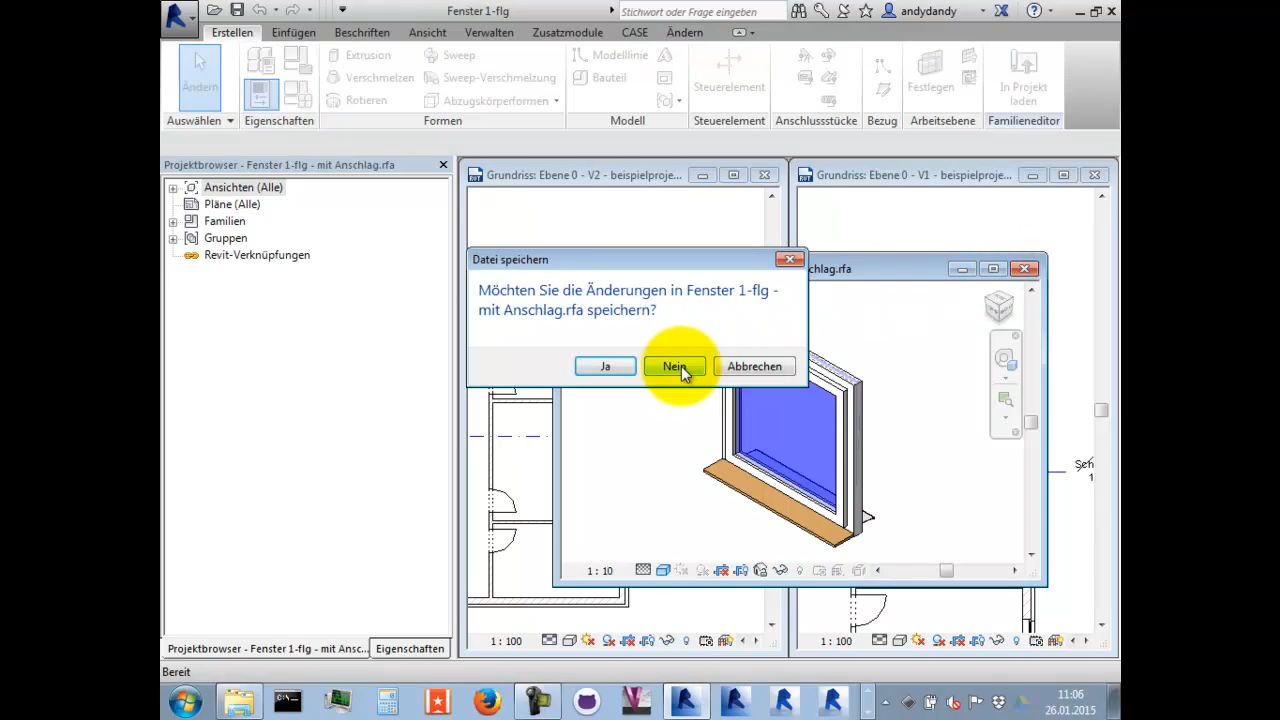 Fenster 1-flg
Stichwort oder Frage eingeben
andydandy
Erstellen
Einfügen
Beschriften
Ansicht
Verwalten
Zusatzmodule
CASE
Ändern
Ändern
Extrusion
Verschmelzen
Rotieren
Sweep
Sweep-Verschmelzung
Abzugskörperformen
Modelllinie
Bauteil
Steuerelement
Festlegen
In Projekt
laden
Auswählen
Eigenschaften
Formen
Modell
Steuerelement
Anschlussstücke
Bezug
Arbeitsebene
Familieneditor
Projektbrowser - Fenster 1-flg - mit Anschlag.rfa
Ansichten (Alle)
Pläne (Alle)
Familien
Gruppen
Revit-Verknüpfungen
Grundriss: Ebene 0 - V2 - beispielproje...
Grundriss: Ebene 0 - V1 - beispielproje...
Datei speichern
chlag.rfa
Möchten Sie die Änderungen in Fenster 1-flg -
mit Anschlag.rfa speichern?
Ja
Nein
Abbrechen
Sch
1
1 : 10
1 : 100
1 : 100
Projektbrowser - Fenster 1-flg - mit Ansc...
Eigenschaften
Bereit
11:06
26.01.2015